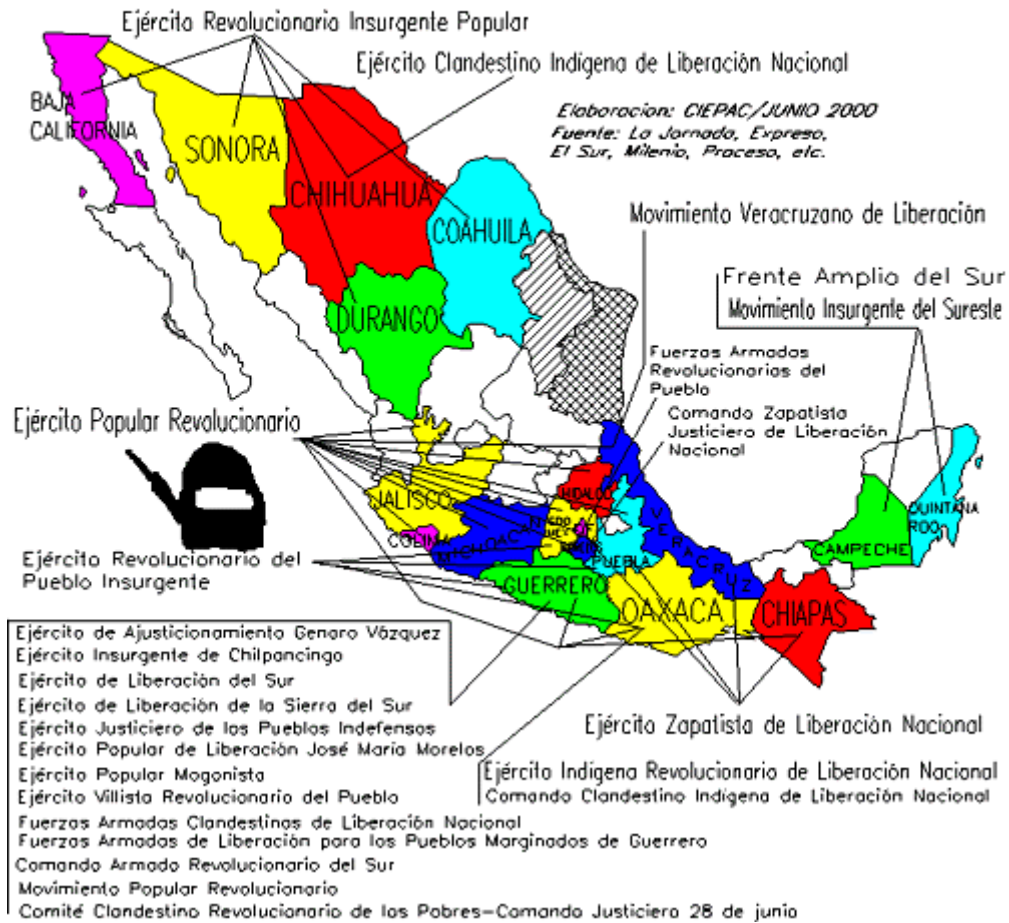 Ejército Revolucionario Insurgente Popular
Ejército Clandestino Indígena de Liberación Nacional
BAJA
CALIFORNIA
SONORA
CHIHUAHUA
COAHUILA
DURANGO
Elaboracion: CIEPAC/JUNIO 2000
Fuente: La Jornada, Expreso,
El Sur, Milenio, Proceso, etc.
Movimiento Veracruzano de Liberación
Frente Amplio del Sur
Movimiento Insurgente del Sureste
Fuerzas Armadas
Revolucionarias del
Pueblo
Comando Zapatista
Justiciero de Liberación
Nacional
Ejército Popular Revolucionario
JALISCO
COLIMA
MICHOACAN
HIDALGO
PUEBLA
VERACRUZ
GUERRERO
OAXACA
CHIAPAS
CAMPECHE
QUINTANA
ROO
Ejército Revolucionario del
Pueblo Insurgente
Ejército de Ajusticionamiento Genaro Vázquez
Ejército Insurgente de Chilpancingo
Ejército de Liberación del Sur
Ejército de Liberación de la Sierra del Sur
Ejército Justiciero de los Pueblos Indefensos
Ejército Popular de Liberación José María Morelos
Ejército Popular Magonista
Ejército Villista Revolucionario del Pueblo
Fuerzas Armadas Clandestinas de Liberación Nacional
Fuerzas Armadas de Liberación para los Pueblos Marginados de Guerrero
Comando Armado Revolucionario del Sur
Movimiento Popular Revolucionario
Comité Clandestino Revolucionario de los Pobres-Comando Justiciero 28 de junio
Ejército Zapatista de Liberación Nacional
Ejército Indígena Revolucionario de Liberación Nacional
Comando Clandestino Indígena de Liberación Nacional